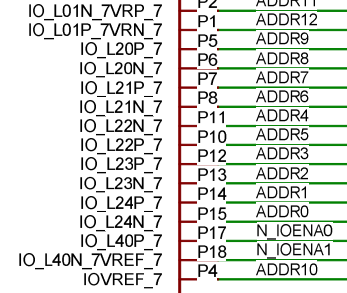 IO_L01N_7VRP_7 P2 ADDR11
IO_L01P_7VRN_7 P1 ADDR12
IO_L20P_7 P5 ADDR9
IO_L20N_7 P6 ADDR8
IO_L21P_7 P7 ADDR7
IO_L21N_7 P8 ADDR6
IO_L22N_7 P11 ADDR4
IO_L22P_7 P10 ADDR5
IO_L23P_7 P12 ADDR3
IO_L23N_7 P13 ADDR2
IO_L24P_7 P14 ADDR1
IO_L24N_7 P15 ADDR0
IO_L40P_7 P17 N_IOENA0
IO_L40N_7VREF_7 P18 N_IOENA1
IOVREF_7 P4 ADDR10